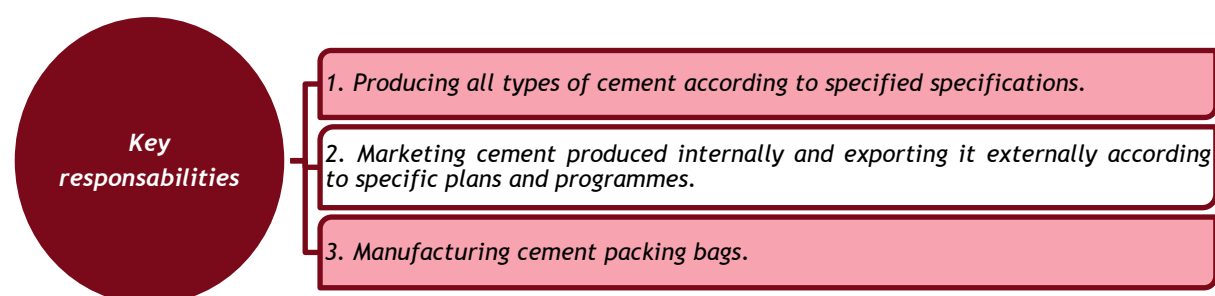 Key
responsabilities
1. Producing all types of cement according to specified specifications.
2. Marketing cement produced internally and exporting it externally according
to specific plans and programmes.
3. Manufacturing cement packing bags.